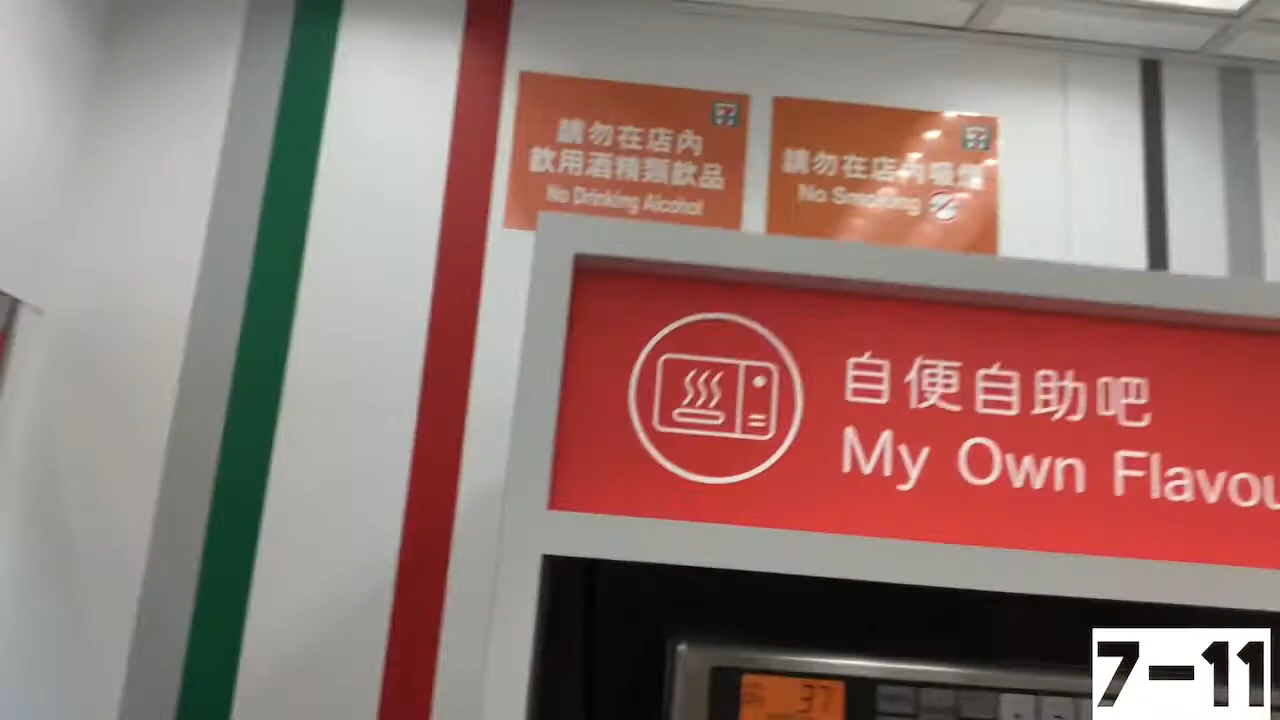 請勿在店內
飲用酒精類飲品
No Drinking Alcohol
請勿在店內吸煙
No Smoking
自便自助吧
My Own Flavou
37
7-11